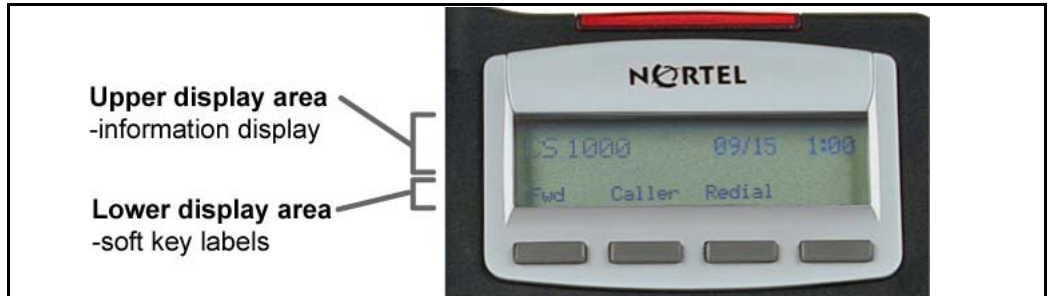 Upper display area
-information display
Lower display area
-soft key labels
NORTEL
CS 1000 09/15 1:00
Fwd Caller Redial